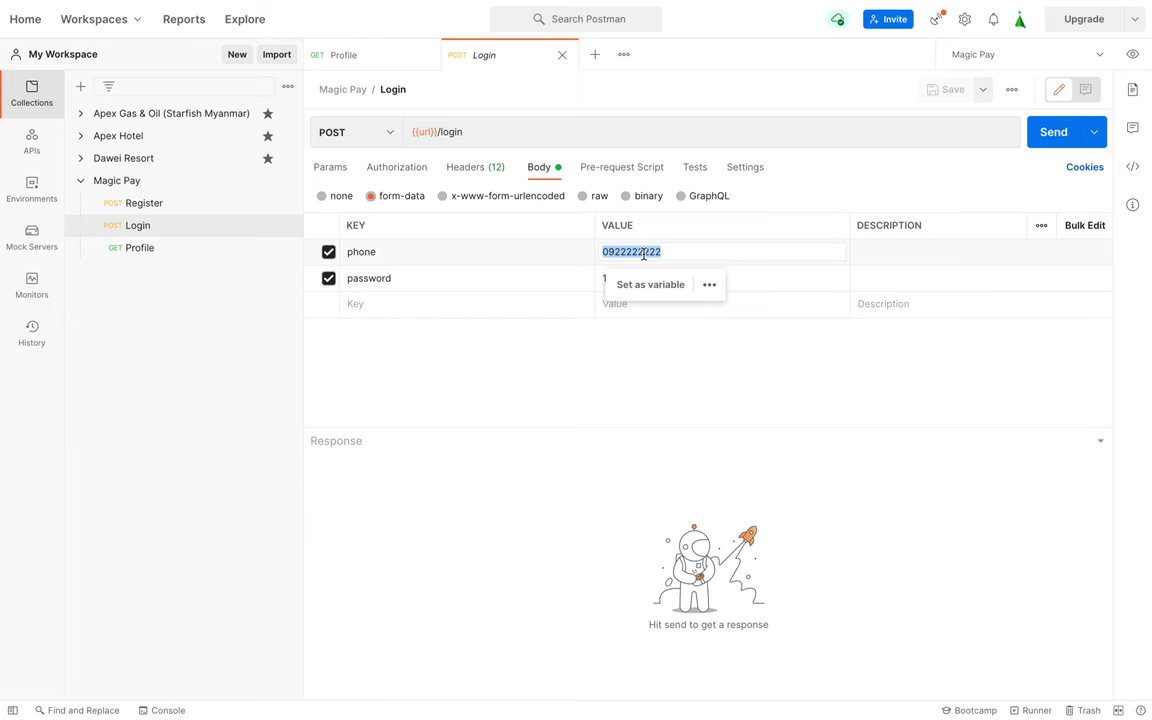 Home Workspaces Reports Explore Search Postman Invite Upgrade
My Workspace New Import GET Profile POST Login Magic Pay
Collections
APIs
Environments
Mock Servers
Monitors
History
Apex Gas & Oil (Starfish Myanmar)
Apex Hotel
Dawei Resort
Magic Pay
POST Register
POST Login
GET Profile
Magic Pay / Login Save
POST {{url}}/login Send
Params Authorization Headers (12) Body Pre-request Script Tests Settings Cookies
none form-data x-www-form-urlencoded raw binary GraphQL
KEY VALUE DESCRIPTION Bulk Edit
phone 0922222222
password 1
Set as variable
Key Value Description
Response
Hit send to get a response
Find and Replace Console Bootcamp Runner Trash